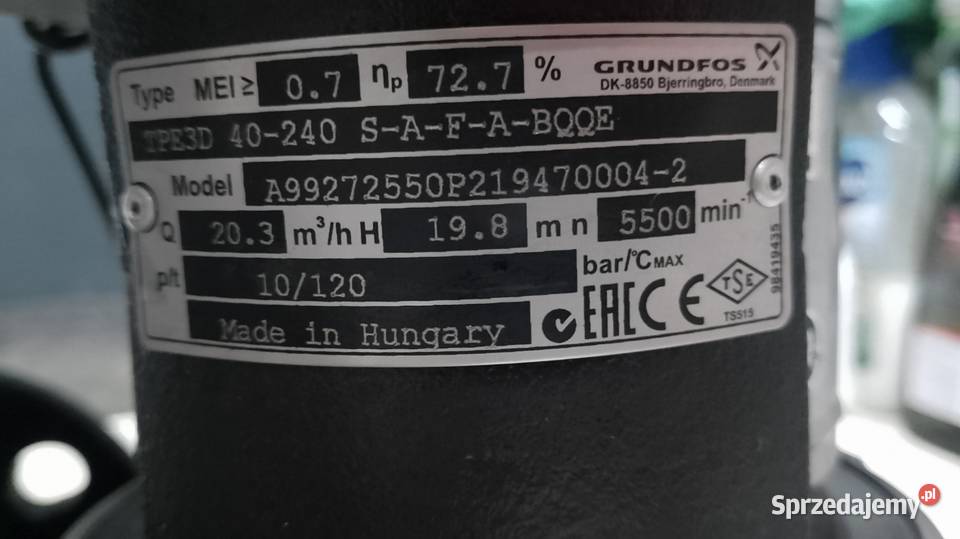 Type MEI ≥ 0.7 ηp 72.7 % GRUNDFOS
DK-8850 Bjerringbro, Denmark
TPE3D 40-240 S-A-F-A-BQQE
Model A99272550P219470004-2
Q 20.3 m³/h H 19.8 m n 5500 min⁻¹
p/t 10/120 bar/°C MAX
Made in Hungary
EAC CE TSE
TS515
98419435
Sprzedajemy.pl